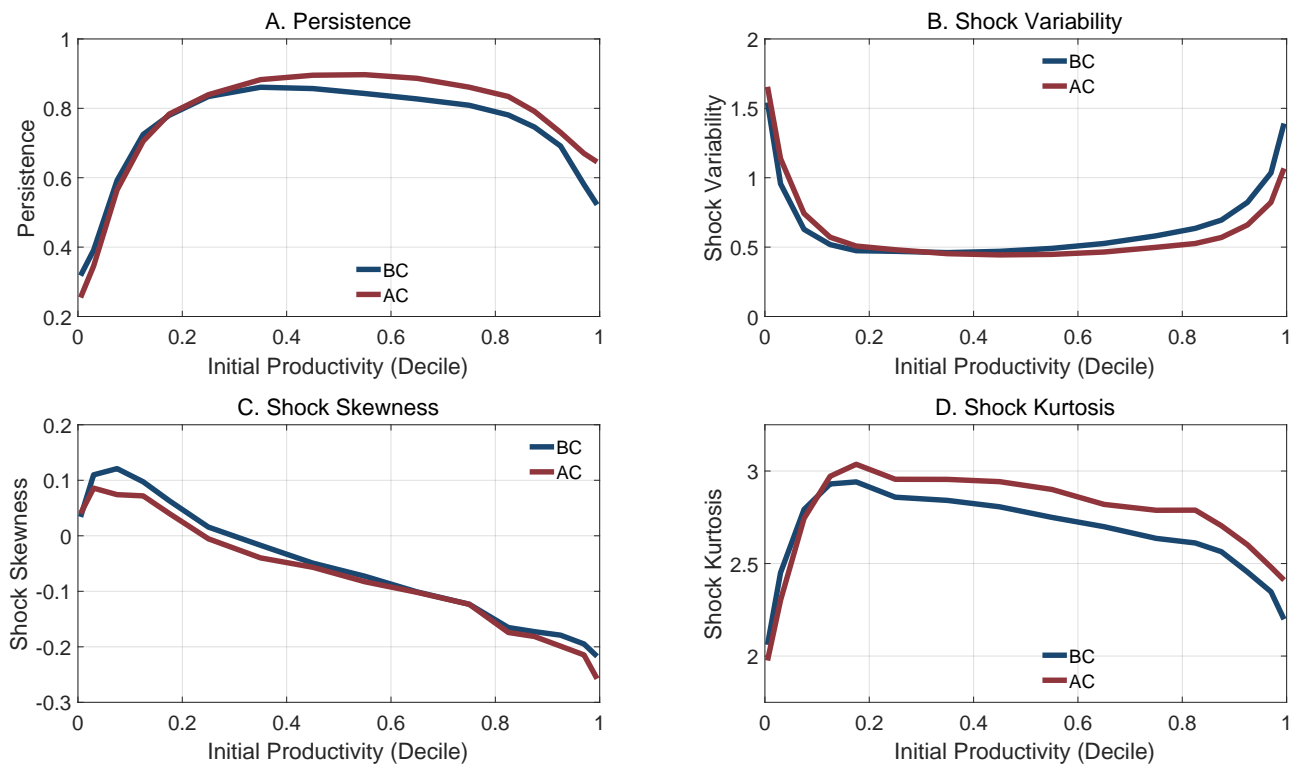 A. Persistence
1
0.8
0.6
0.4
0.2
Persistence
BC
AC
0 0.2 0.4 0.6 0.8 1
Initial Productivity (Decile)
B. Shock Variability
2
1.5
1
0.5
0
Shock Variability
BC
AC
0 0.2 0.4 0.6 0.8 1
Initial Productivity (Decile)
C. Shock Skewness
0.2
0.1
0
-0.1
-0.2
-0.3
Shock Skewness
BC
AC
0 0.2 0.4 0.6 0.8 1
Initial Productivity (Decile)
D. Shock Kurtosis
3
2.5
2
Shock Kurtosis
BC
AC
0 0.2 0.4 0.6 0.8 1
Initial Productivity (Decile)